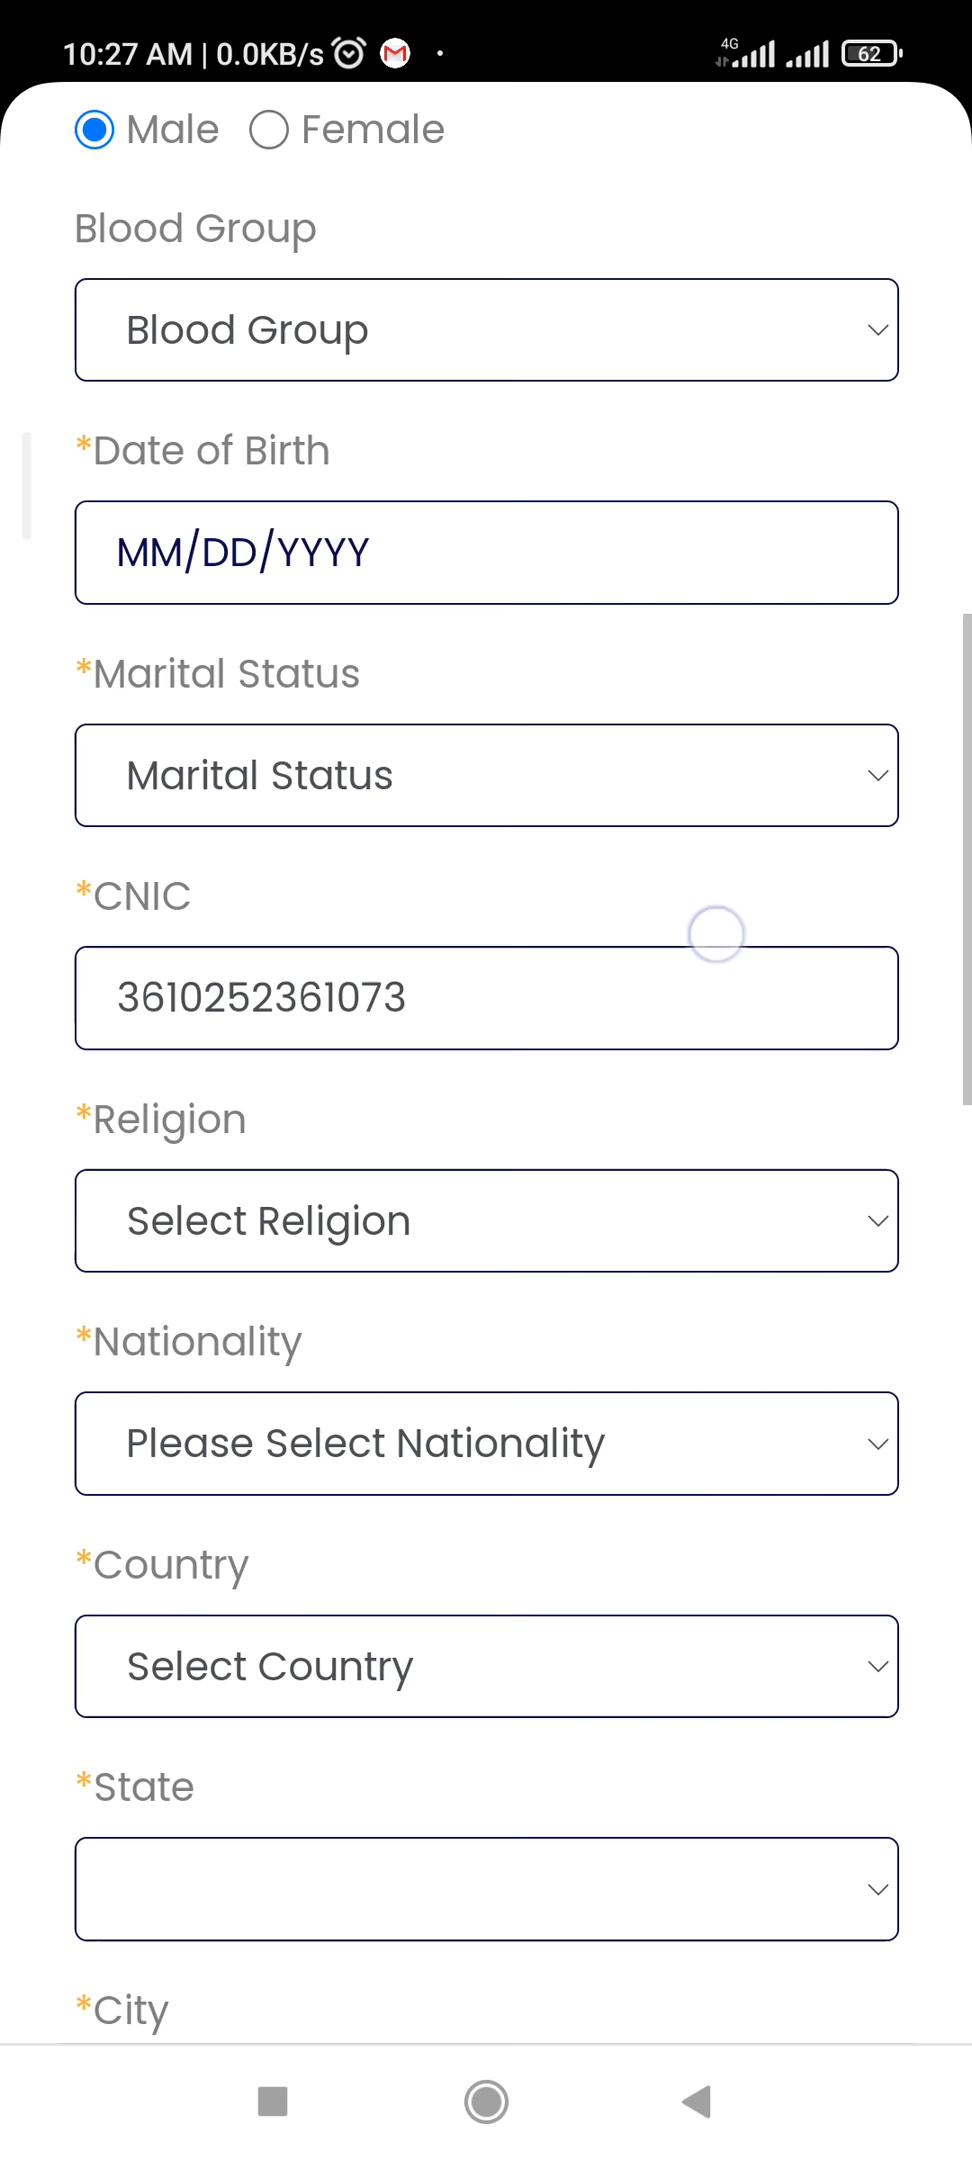 10:27 AM | 0.0KB/s
4G
62
Male Female
Blood Group
Blood Group
*Date of Birth
MM/DD/YYYY
*Marital Status
Marital Status
*CNIC
3610252361073
*Religion
Select Religion
*Nationality
Please Select Nationality
*Country
Select Country
*State
*City